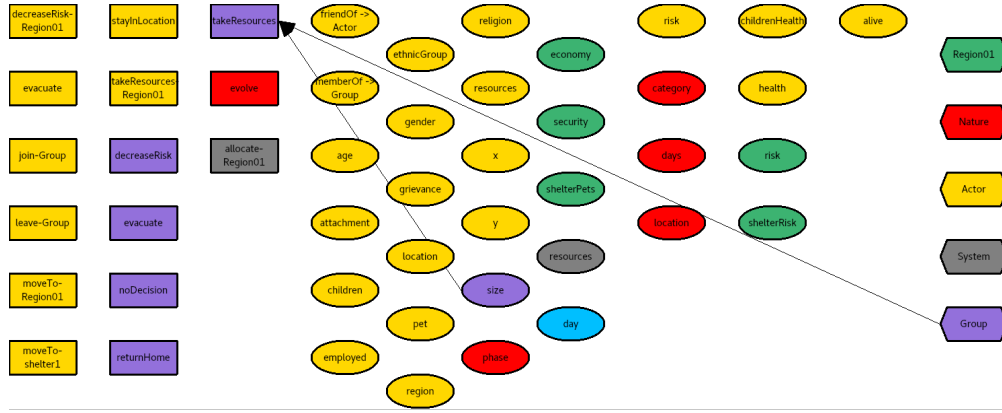 decreaseRisk-
Region01
stayInLocation
takeResources
friendOf ->
Actor
religion
risk
childrenHealth
alive
ethnicGroup
economy
Region01
evacuate
takeResources-
Region01
evolve
memberOf ->
Group
resources
category
health
gender
security
Nature
join-Group
decreaseRisk
allocate-
Region01
age
x
days
risk
grievance
shelterPets
Actor
leave-Group
evacuate
attachment
y
location
shelterRisk
location
resources
System
moveTo-
Region01
noDecision
children
size
pet
day
Group
moveTo-
shelter1
returnHome
employed
phase
region